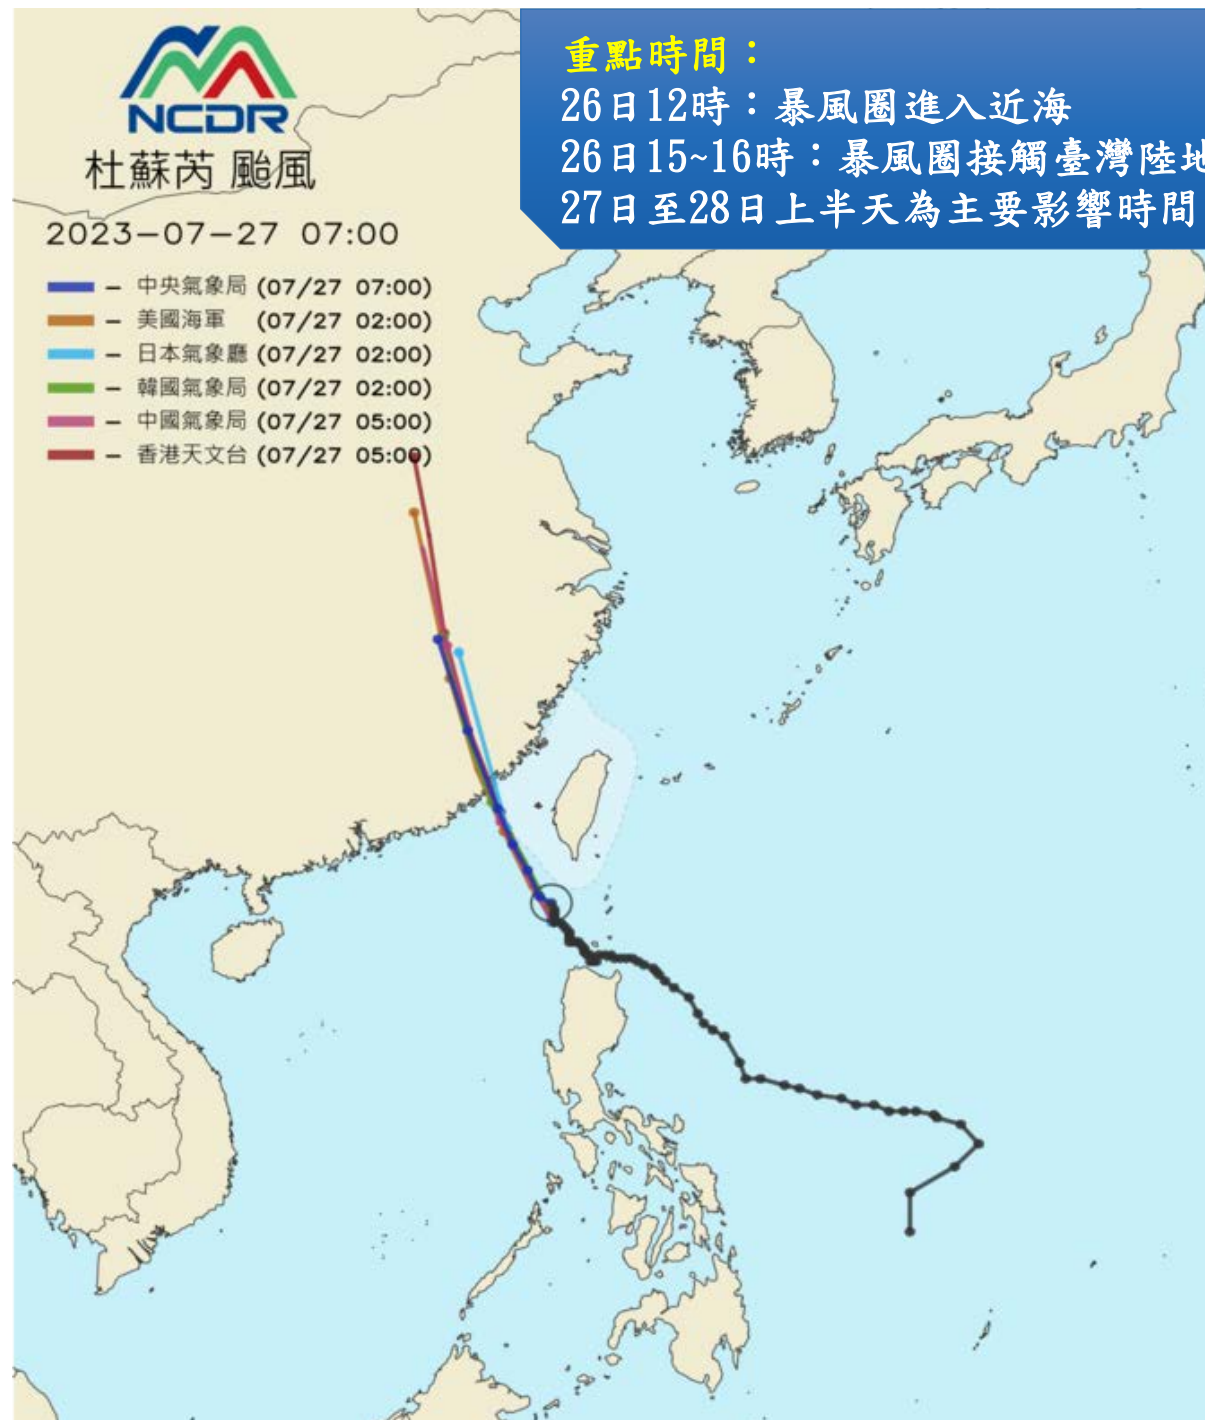 NCDR
杜蘇芮 颱風
2023-07-27 07:00
重點時間：
26日12時：暴風圈進入近海
26日15~16時：暴風圈接觸臺灣陸地
27日至28日上半天為主要影響時間
— 中央氣象局 (07/27 07:00)
— 美國海軍 (07/27 02:00)
— 日本氣象廳 (07/27 02:00)
— 韓國氣象局 (07/27 02:00)
— 中國氣象局 (07/27 05:00)
— 香港天文台 (07/27 05:00)